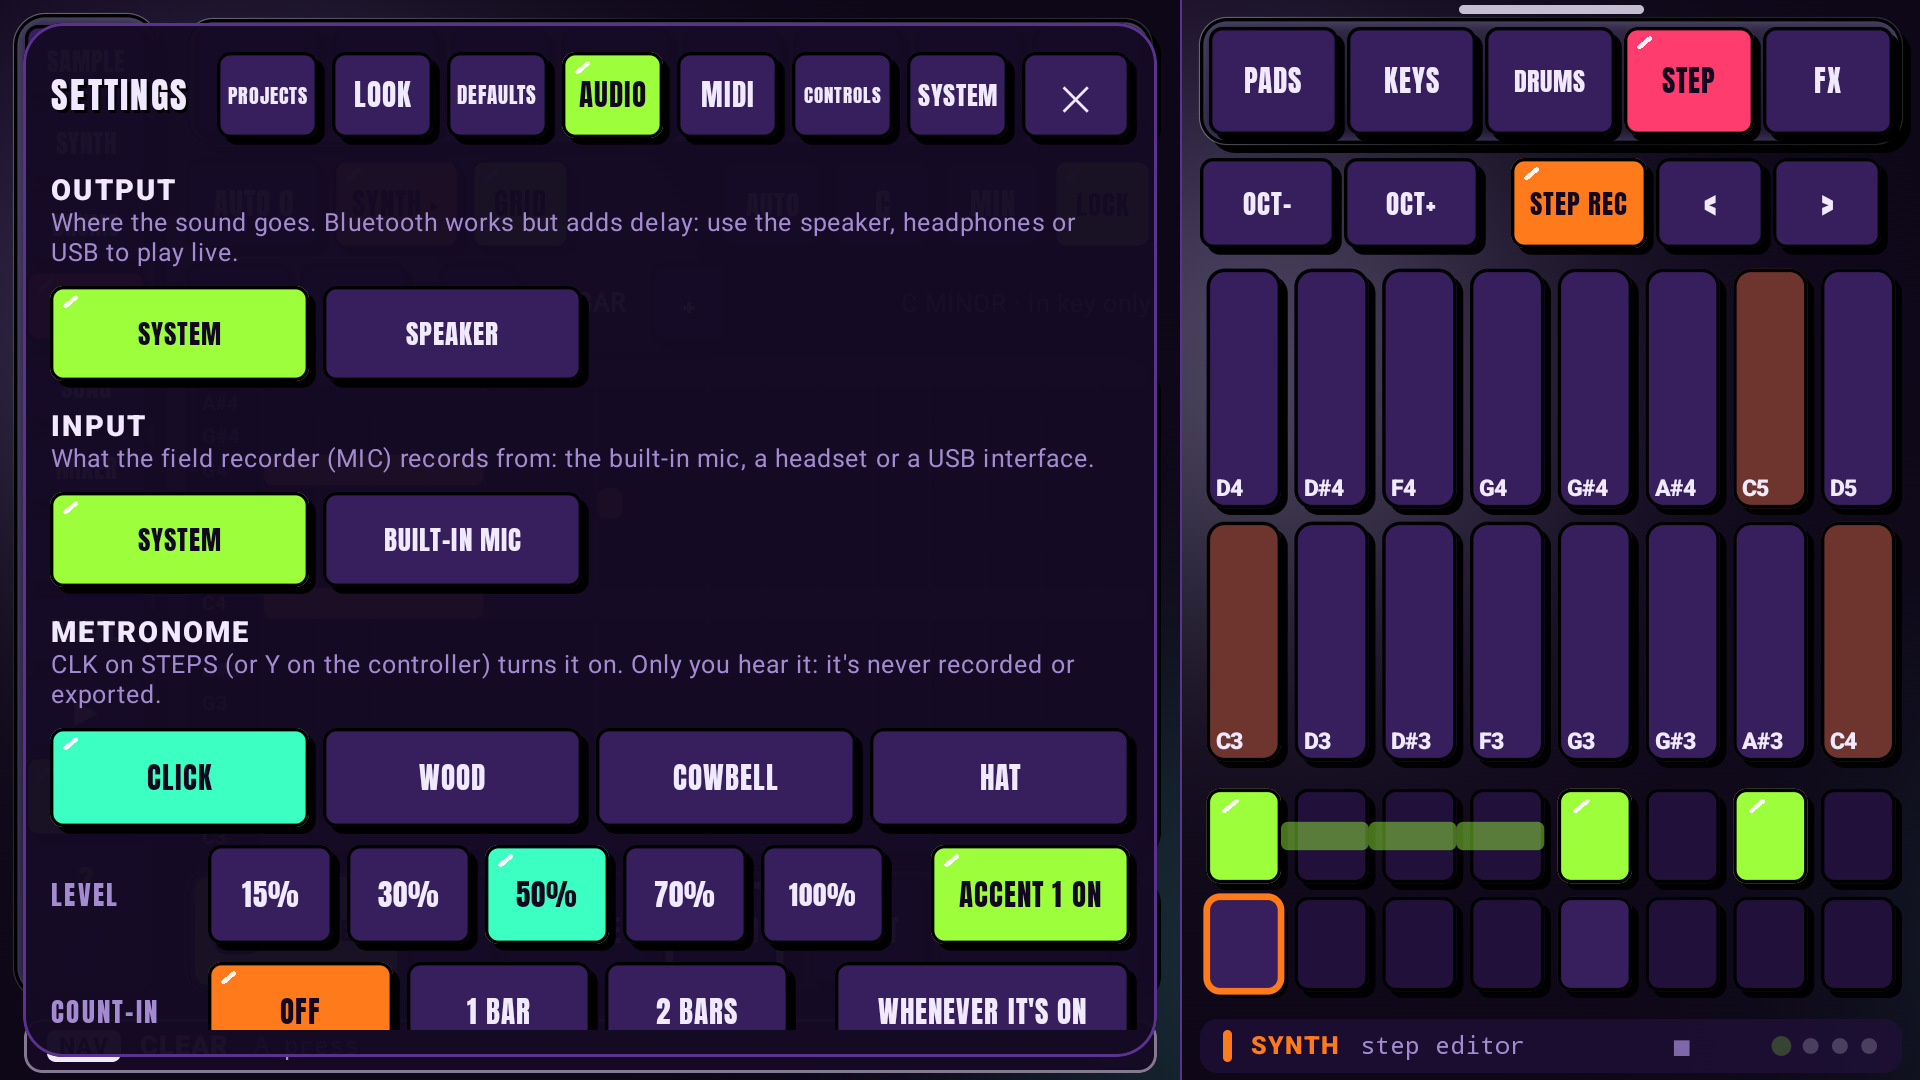 SETTINGS
PROJECTS
LOOK
DEFAULTS
AUDIO
MIDI
CONTROLS
SYSTEM
OUTPUT
Where the sound goes. Bluetooth works but adds delay: use the speaker, headphones or
USB to play live.
SYSTEM
SPEAKER
INPUT
What the field recorder (MIC) records from: the built-in mic, a headset or a USB interface.
SYSTEM
BUILT-IN MIC
METRONOME
CLK on STEPS (or Y on the controller) turns it on. Only you hear it: it's never recorded or
exported.
CLICK
WOOD
COWBELL
HAT
LEVEL
15%
30%
50%
70%
100%
ACCENT 1 ON
COUNT-IN
OFF
1 BAR
2 BARS
WHENEVER IT'S ON
NAV CLEAR A press
PADS
KEYS
DRUMS
STEP
FX
OCT-
OCT+
STEP REC
<
>
D4
D#4
F4
G4
G#4
A#4
C5
D5
C3
D3
D#3
F3
G3
G#3
A#3
C4
SYNTH step editor